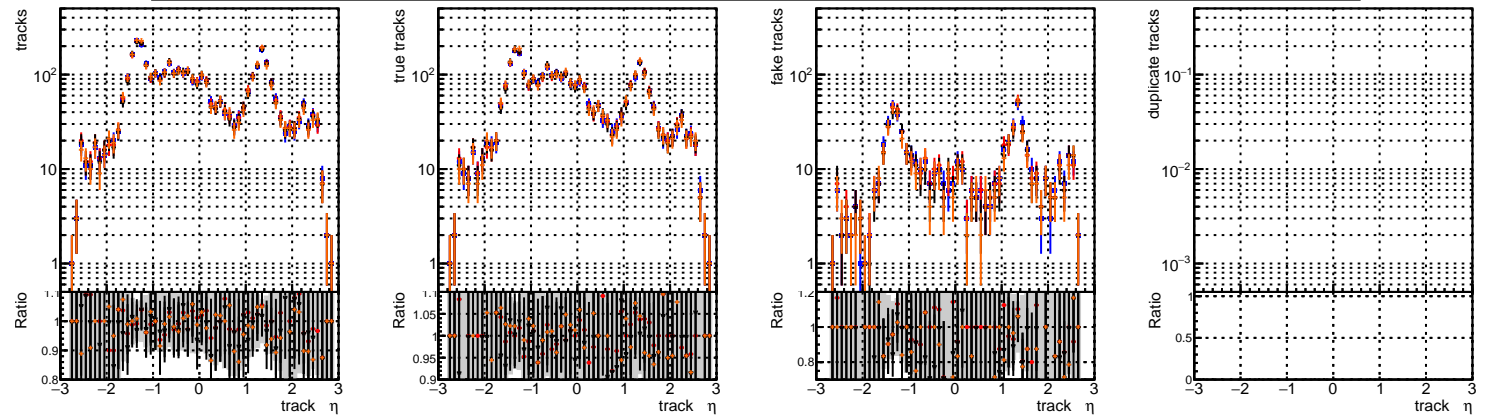 tracks
10²
10
1
Ratio
1.1
1
0.9
0.8
−3 −2 −1 0 1 2 3
track η
true tracks
10²
10
1
Ratio
1.1
1.05
1
0.95
0.9
−3 −2 −1 0 1 2 3
track η
fake tracks
10²
10
1
Ratio
1.2
1
0.8
−3 −2 −1 0 1 2 3
track η
duplicate tracks
10⁻¹
10⁻²
10⁻³
Ratio
1
0.5
0
−3 −2 −1 0 1 2 3
track η